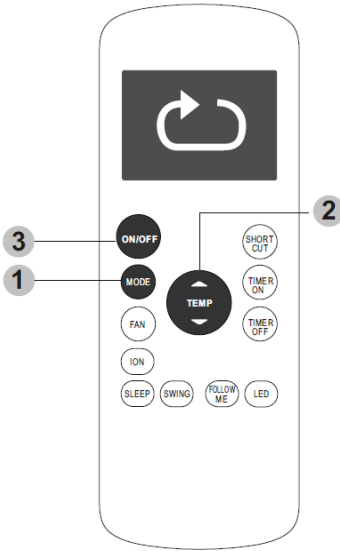 3
ON/OFF
2
SHORT
CUT
1
MODE
TEMP
TIMER
ON
FAN
TIMER
OFF
ION
SLEEP
SWING
FOLLOW
ME
LED